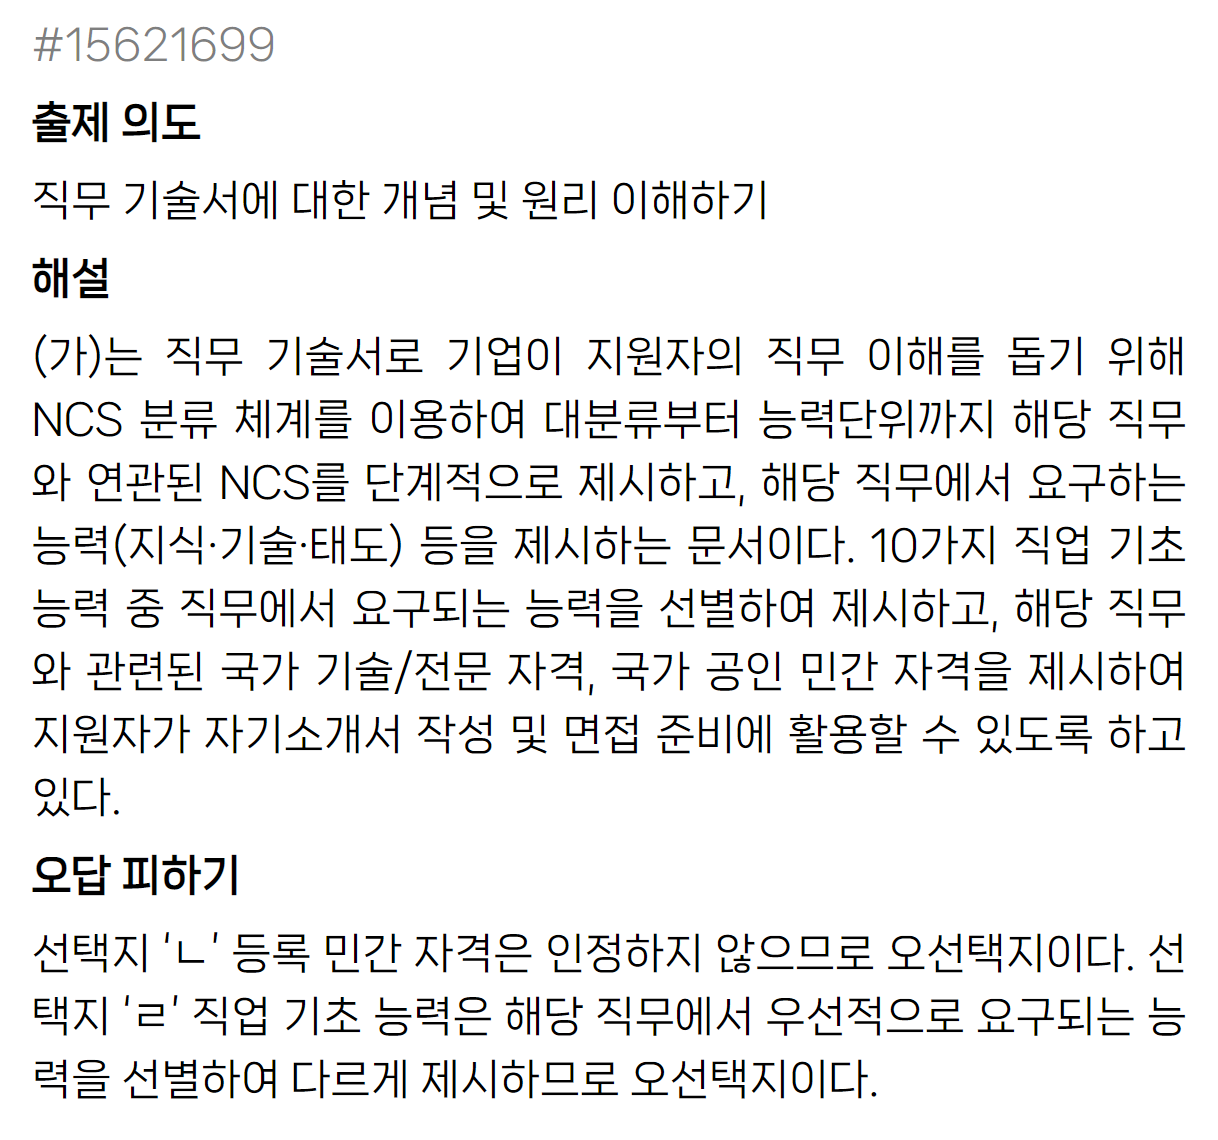 #15621699
출제 의도
직무 기술서에 대한 개념 및 원리 이해하기
해설
(가)는 직무 기술서로 기업이 지원자의 직무 이해를 돕기 위해
NCS 분류 체계를 이용하여 대분류부터 능력단위까지 해당 직무
와 연관된 NCS를 단계적으로 제시하고, 해당 직무에서 요구하는
능력(지식·기술·태도) 등을 제시하는 문서이다. 10가지 직업 기초
능력 중 직무에서 요구되는 능력을 선별하여 제시하고, 해당 직무
와 관련된 국가 기술/전문 자격, 국가 공인 민간 자격을 제시하여
지원자가 자기소개서 작성 및 면접 준비에 활용할 수 있도록 하고
있다.
오답 피하기
선택지 'ㄴ' 등록 민간 자격은 인정하지 않으므로 오선택지이다. 선
택지 'ㄹ' 직업 기초 능력은 해당 직무에서 우선적으로 요구되는 능
력을 선별하여 다르게 제시하므로 오선택지이다.